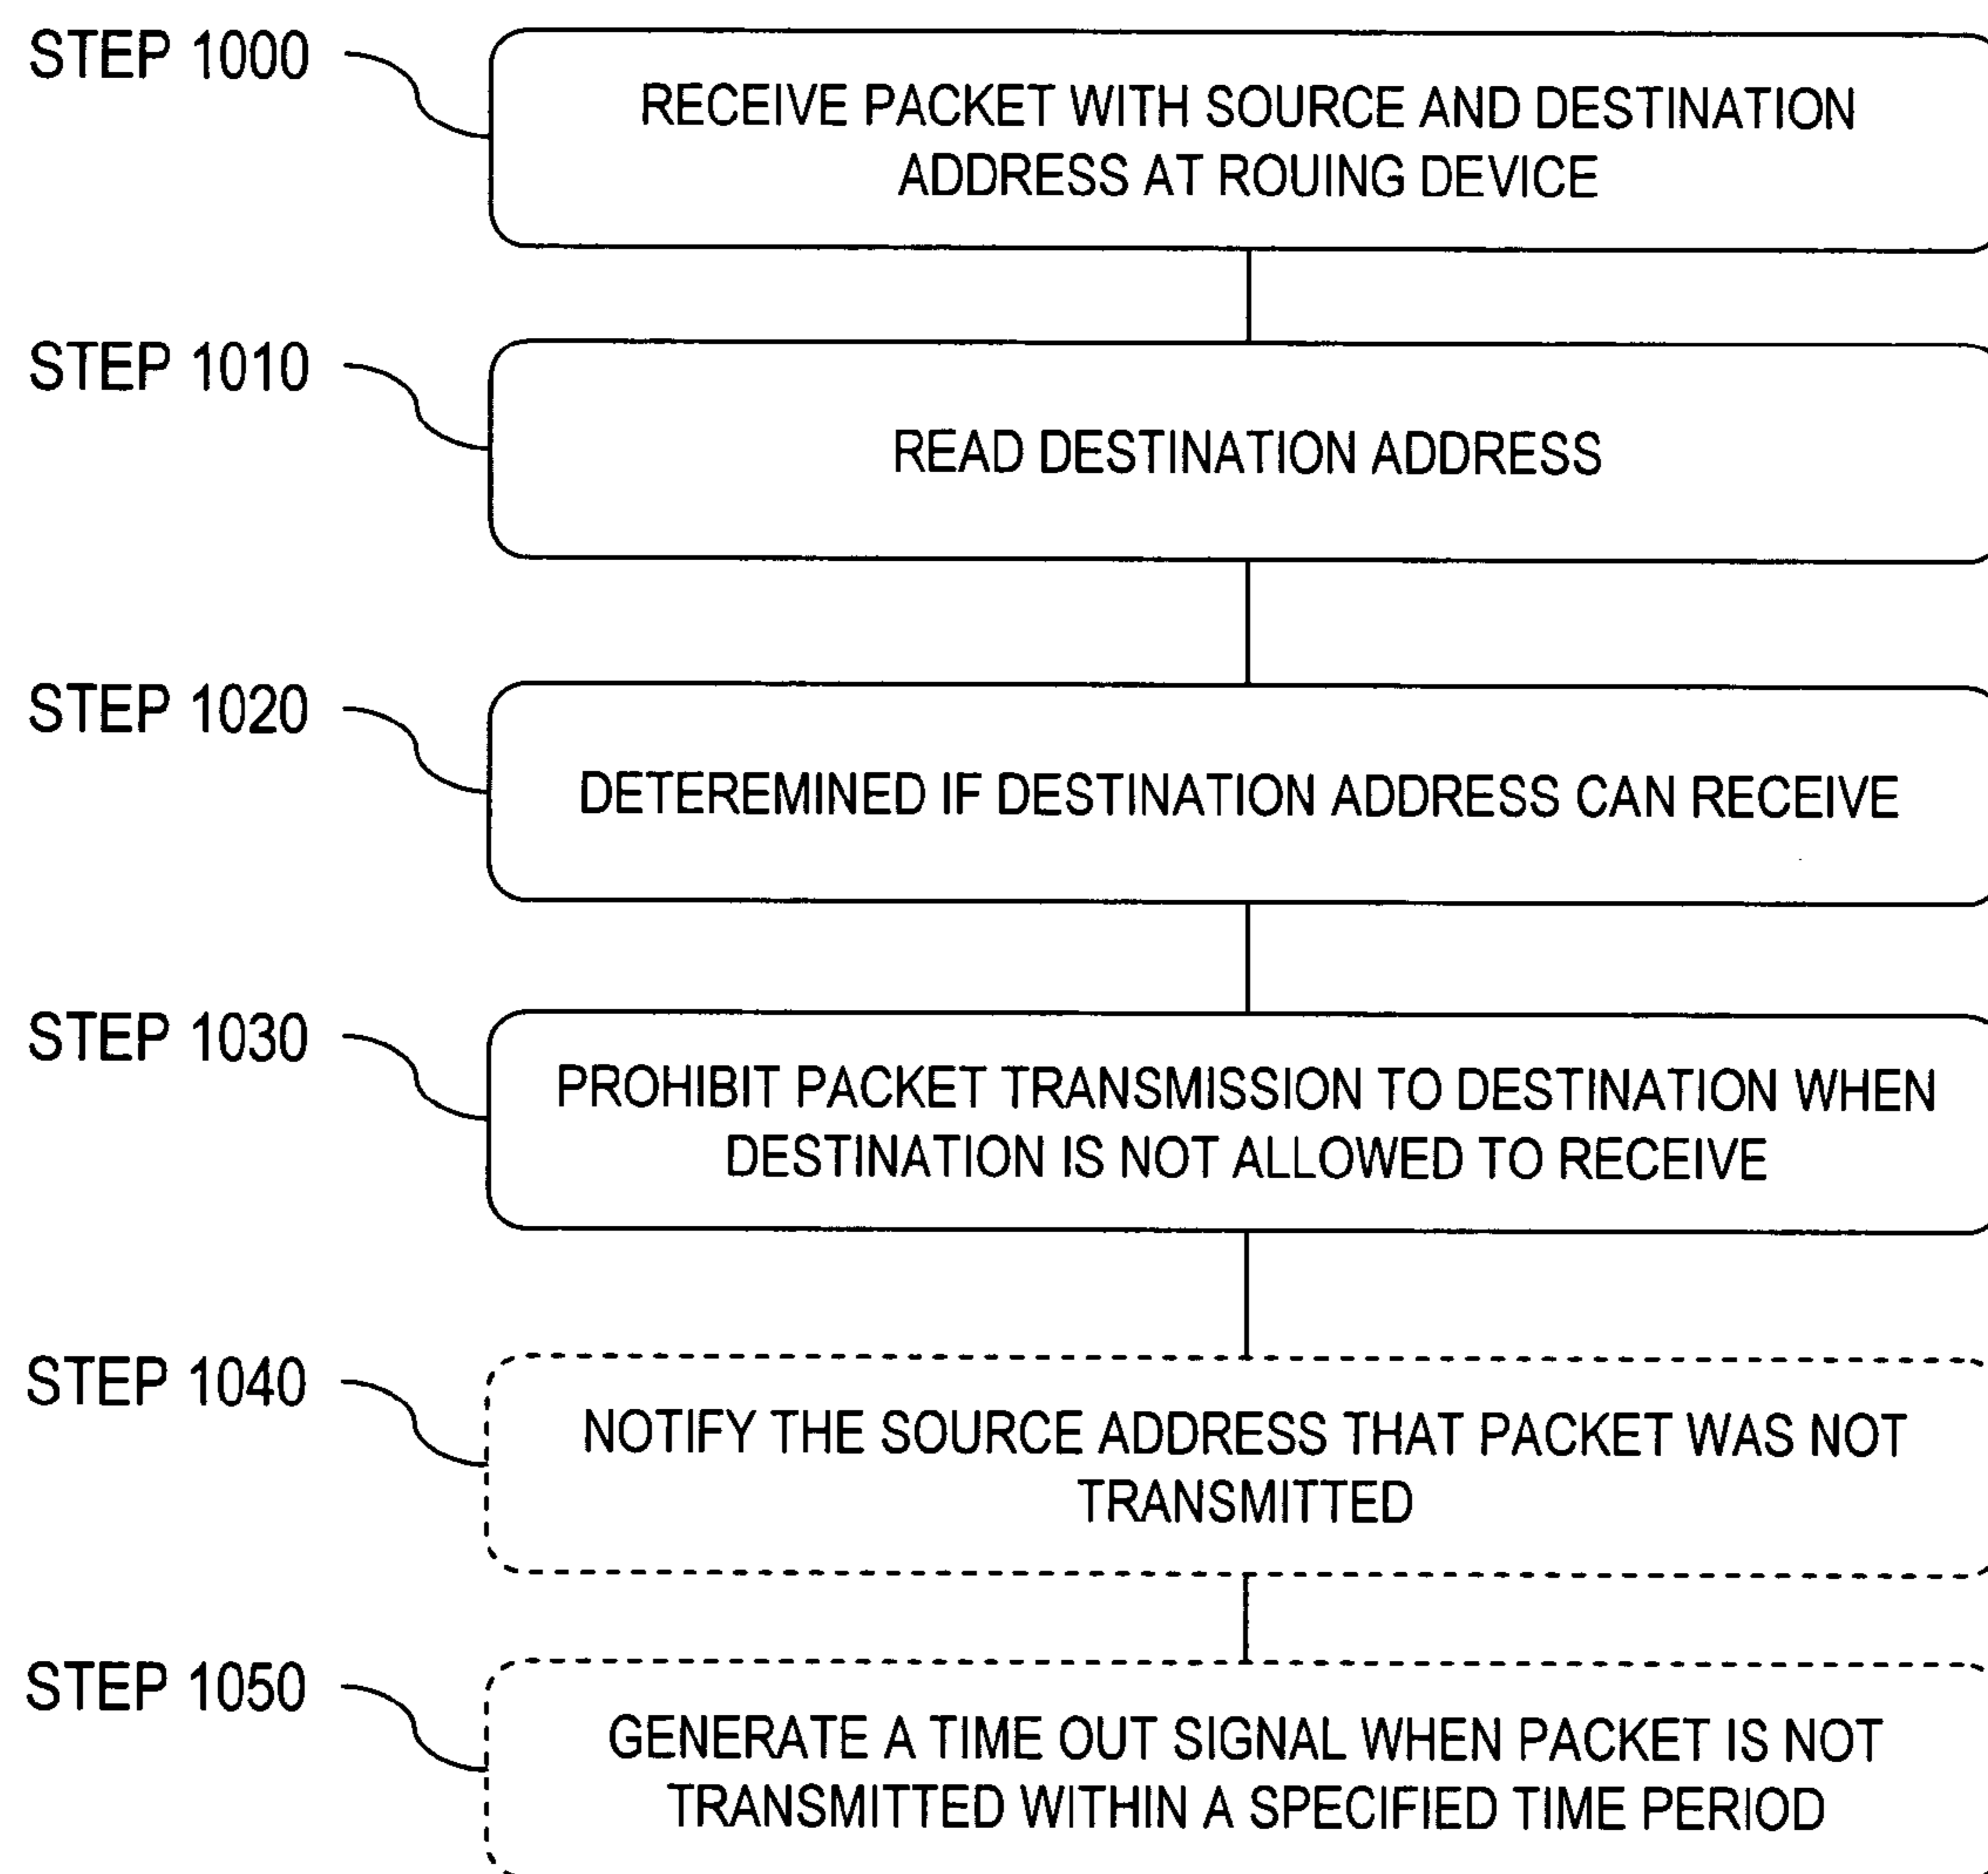 STEP 1000
RECEIVE PACKET WITH SOURCE AND DESTINATION
ADDRESS AT ROUING DEVICE
STEP 1010
READ DESTINATION ADDRESS
STEP 1020
DETEREMINED IF DESTINATION ADDRESS CAN RECEIVE
STEP 1030
PROHIBIT PACKET TRANSMISSION TO DESTINATION WHEN
DESTINATION IS NOT ALLOWED TO RECEIVE
STEP 1040
NOTIFY THE SOURCE ADDRESS THAT PACKET WAS NOT
TRANSMITTED
STEP 1050
GENERATE A TIME OUT SIGNAL WHEN PACKET IS NOT
TRANSMITTED WITHIN A SPECIFIED TIME PERIOD